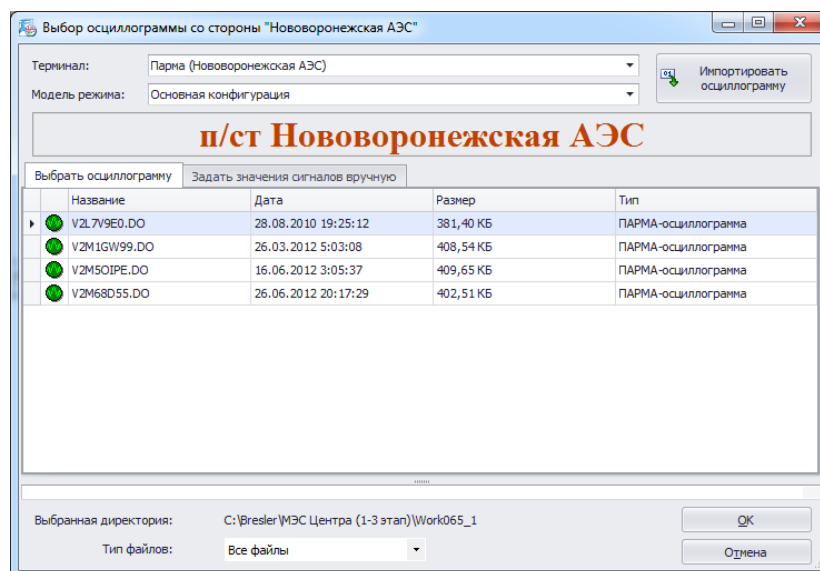 Выбор осциллограммы со стороны "Нововоронежская АЭС"
Терминал: Парма (Нововоронежская АЭС)
Модель режима: Основная конфигурация
Импортировать
осциллограмму
п/ст Нововоронежская АЭС
Выбрать осциллограмму Задать значения сигналов вручную
Название Дата Размер Тип
V2L7V9E0.DO 28.08.2010 19:25:12 381,40 КБ ПАРМА-осциллограмма
V2M1GW99.DO 26.03.2012 5:03:08 408,54 КБ ПАРМА-осциллограмма
V2M5OIPE.DO 16.06.2012 3:05:37 409,65 КБ ПАРМА-осциллограмма
V2M68D55.DO 26.06.2012 20:17:29 402,51 КБ ПАРМА-осциллограмма
Выбранная директория: C:\Bresler\МЭС Центра (1-3 этап)\Work065_1
OK
Тип файлов: Все файлы
Отмена